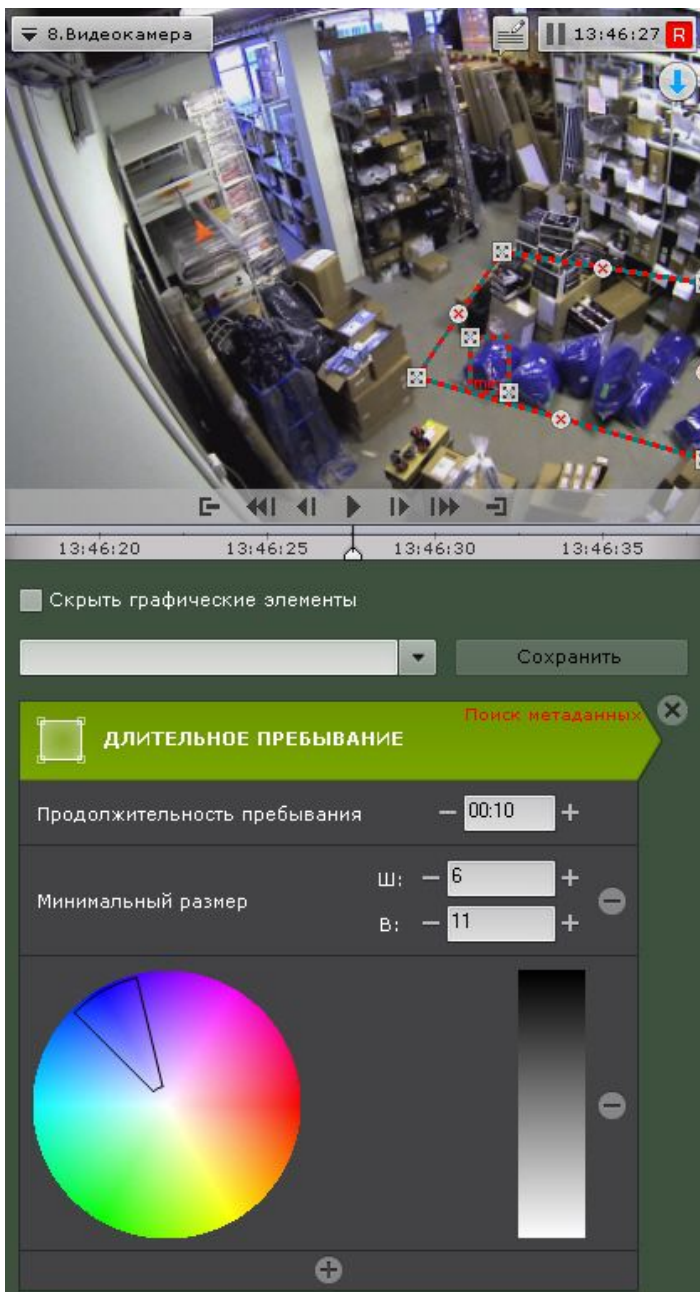 8.Видеокамера
13:46:27 R
min
13:46:20 13:46:25 13:46:30 13:46:35
Скрыть графические элементы
Сохранить
Поиск метаданных
ДЛИТЕЛЬНОЕ ПРЕБЫВАНИЕ
Продолжительность пребывания 00:10
Ш: 6
Минимальный размер
В: 11